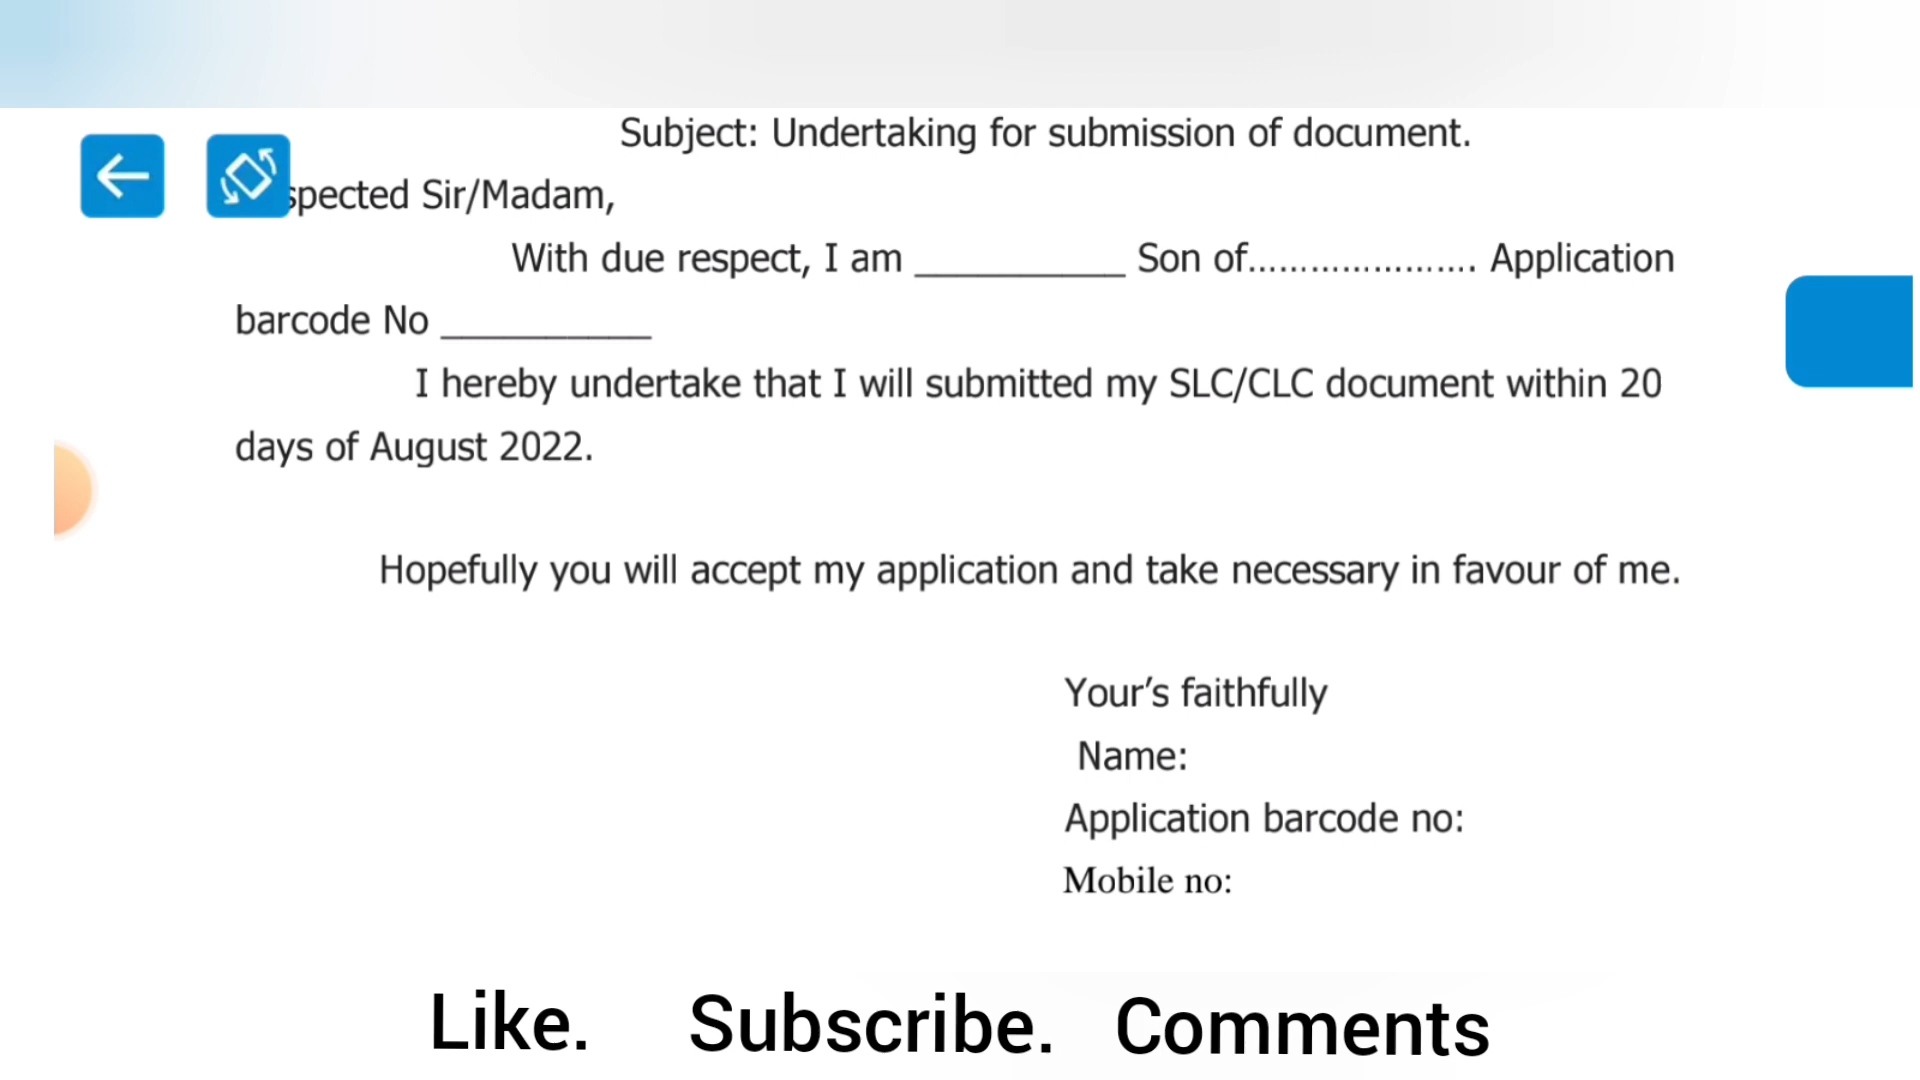 Subject: Undertaking for submission of document.
spected Sir/Madam,
With due respect, I am __________ Son of..................... Application
barcode No __________
I hereby undertake that I will submitted my SLC/CLC document within 20
days of August 2022.
Hopefully you will accept my application and take necessary in favour of me.
Your’s faithfully
Name:
Application barcode no:
Mobile no:
Like. Subscribe. Comments